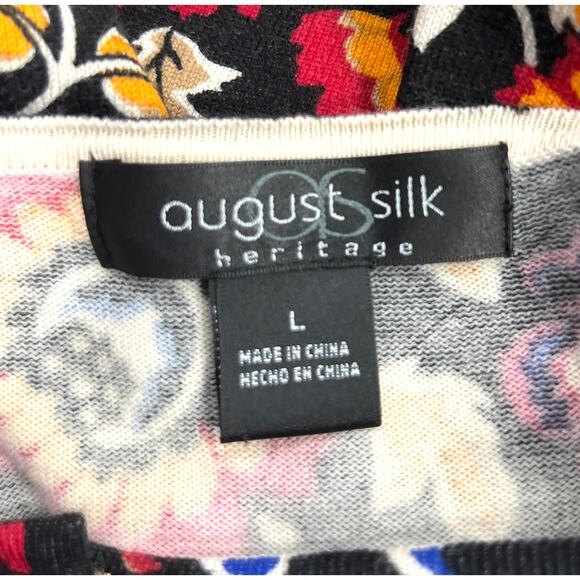 august silk
heritage
L
MADE IN CHINA
HECHO EN CHINA